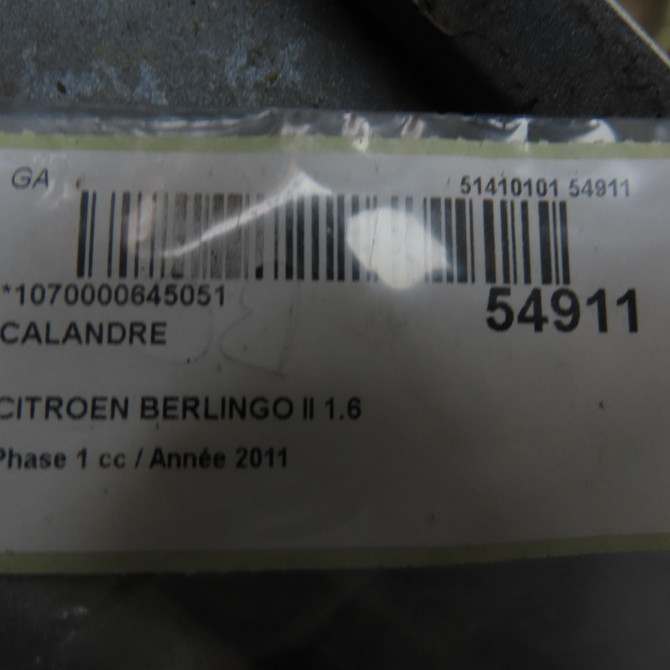 GA 51410101 54911
*1070000645051 54911
CALANDRE
CITROEN BERLINGO II 1.6
Phase 1 cc / Année 2011